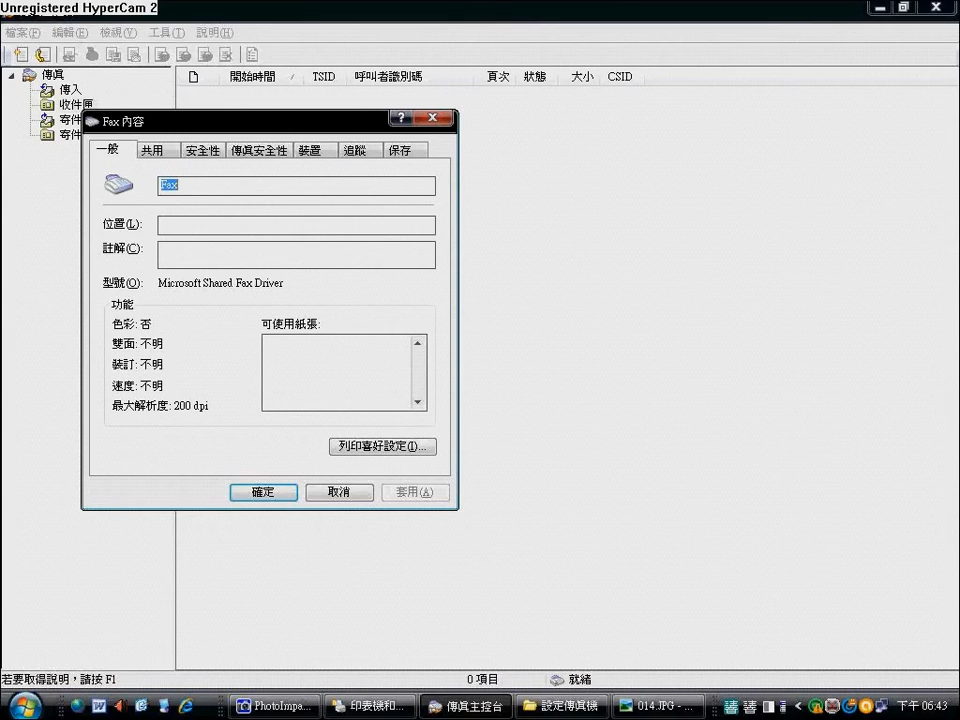 Unregistered HyperCam 2
檔案(F) 編輯(E) 檢視(V) 工具(T) 說明(H)
傳真
傳入
收件匣
寄件
寄件
開始時間 TSID 呼叫者識別碼 頁次 狀態 大小 CSID
Fax 內容
一般 共用 安全性 傳真安全性 裝置 追蹤 保存
Fax
位置(L):
註解(C):
型號(O): Microsoft Shared Fax Driver
功能
色彩: 否 可使用紙張:
雙面: 不明
裝訂: 不明
速度: 不明
最大解析度: 200 dpi
列印喜好設定(I)...
確定 取消 套用(A)
若要取得說明，請按 F1 0 項目 就緒
PhotoImpa... 印表機和... 傳真主控台 設定傳真機 014.JPG - ... 下午 06:43